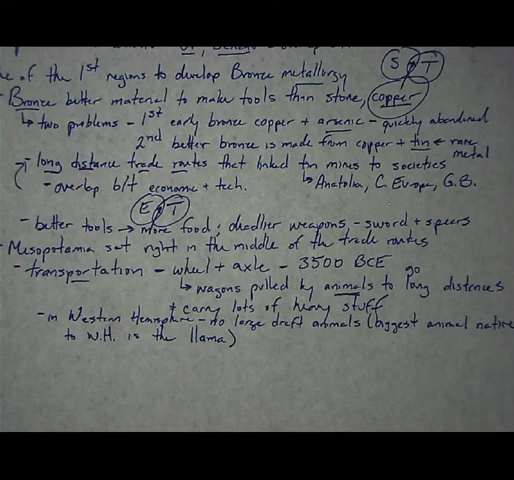 S T
of the 1st regions to develop Bronze metallurgy
- Bronze better material to make tools than stone, copper
↳ two problems - 1st early bronze copper + arsenic - quickly abandoned
2nd better bronze is made from copper + tin ← rare metal
- long distance trade routes that linked tin mines to societies
- overlap b/t economic + tech. ↳ Anatolia, C. Europe, G.B.
E T
- better tools → more food; deadlier weapons - sword + spears
- Mesopotamia sat right in the middle of the trade routes
- transportation - wheel + axle - 3500 BCE
↳ wagons pulled by animals to go long distances
+ carry lots of heavy stuff
- in Western Hemisphere - no large draft animals (biggest animal native
to W.H. is the llama)